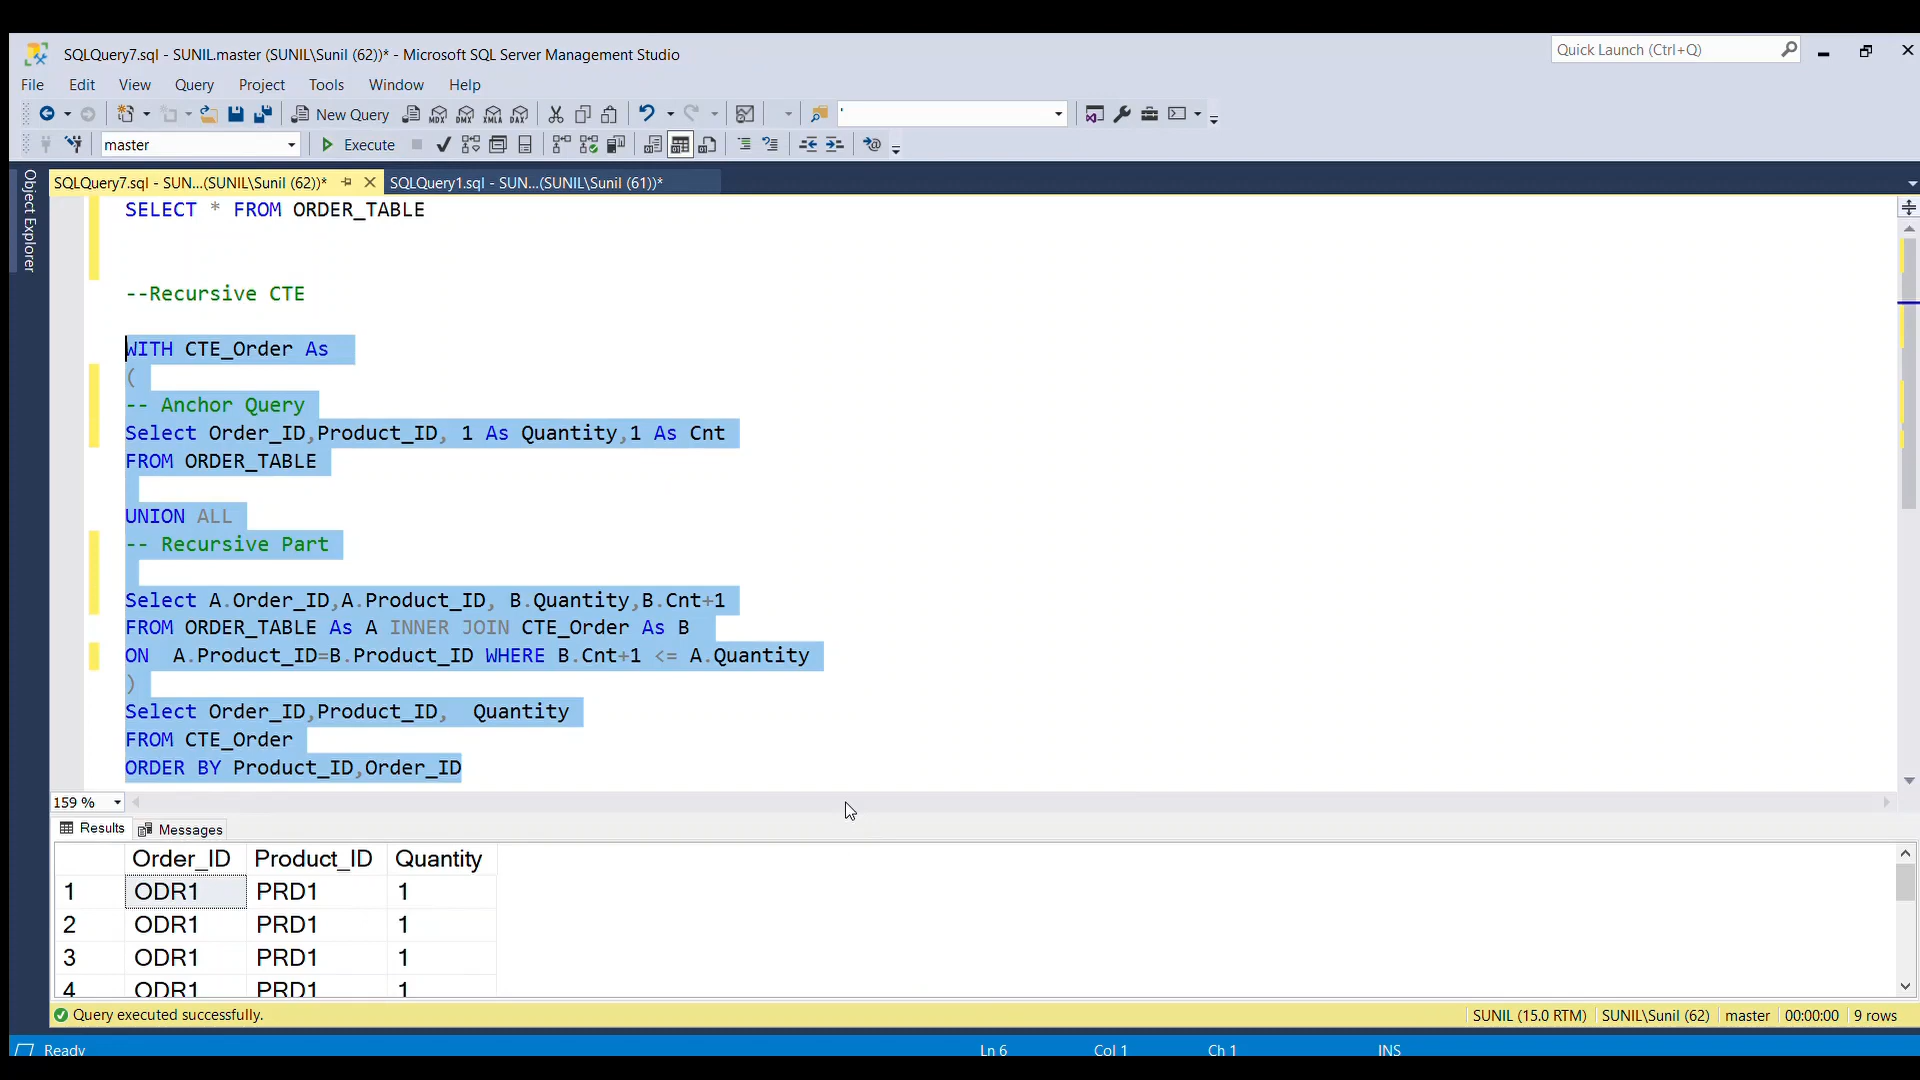 SQLQuery7.sql - SUNIL.master (SUNIL\Sunil (62))* - Microsoft SQL Server Management Studio
Quick Launch (Ctrl+Q)
File Edit View Query Project Tools Window Help
New Query MDX DMX XMLA DAX '
master Execute
Object Explorer
SQLQuery7.sql - SUN...(SUNIL\Sunil (62))* SQLQuery1.sql - SUN...(SUNIL\Sunil (61))*
SELECT * FROM ORDER_TABLE
--Recursive CTE
WITH CTE_Order As
(
-- Anchor Query
Select Order_ID,Product_ID, 1 As Quantity,1 As Cnt
FROM ORDER_TABLE
UNION ALL
-- Recursive Part
Select A.Order_ID,A.Product_ID, B.Quantity,B.Cnt+1
FROM ORDER_TABLE As A INNER JOIN CTE_Order As B
ON  A.Product_ID=B.Product_ID WHERE B.Cnt+1 <= A.Quantity
)
Select Order_ID,Product_ID,  Quantity
FROM CTE_Order
ORDER BY Product_ID,Order_ID
159 %
Results Messages
Order_ID Product_ID Quantity
1 ODR1 PRD1 1
2 ODR1 PRD1 1
3 ODR1 PRD1 1
4 ODR1 PRD1 1
Query executed successfully. SUNIL (15.0 RTM) SUNIL\Sunil (62) master 00:00:00 9 rows
Ready Ln 6 Col 1 Ch 1 INS